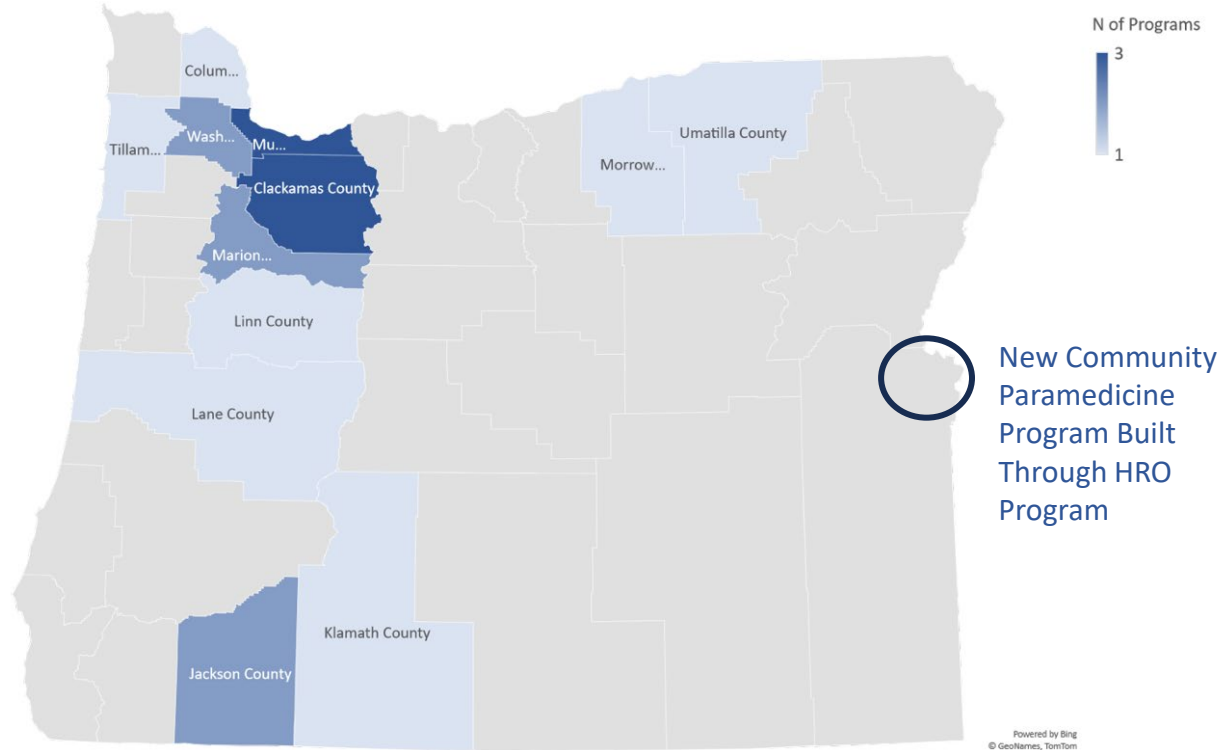 N of Programs
3
1
Colum...
Wash...
Mu...
Tillam...
Clackamas County
Umatilla County
Morrow...
Marion...
Linn County
Lane County
New Community
Paramedicine
Program Built
Through HRO
Program
Klamath County
Jackson County
Powered by Bing
© GeoNames, TomTom